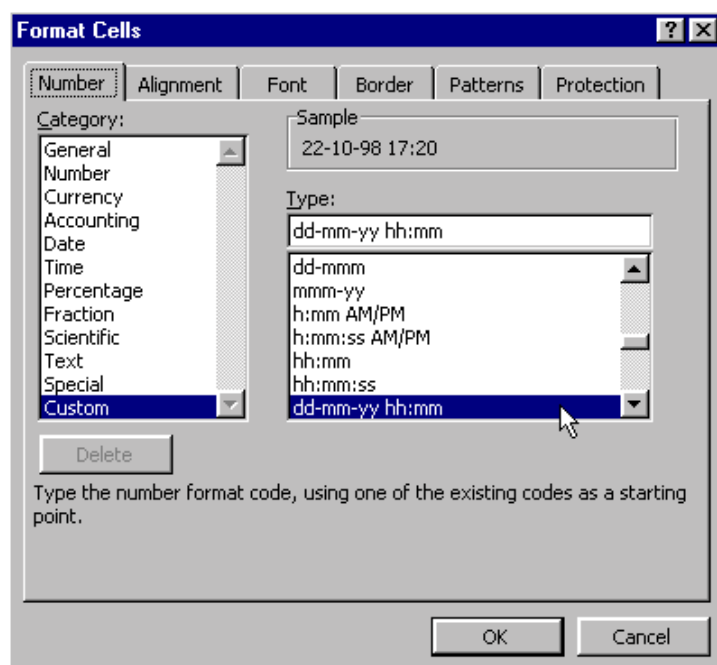 Format Cells
Number Alignment Font Border Patterns Protection
Category:
General
Number
Currency
Accounting
Date
Time
Percentage
Fraction
Scientific
Text
Special
Custom
Sample
22-10-98 17:20
Type:
dd-mm-yy hh:mm
dd-mmm
mmm-yy
h:mm AM/PM
h:mm:ss AM/PM
hh:mm
hh:mm:ss
dd-mm-yy hh:mm
Delete
Type the number format code, using one of the existing codes as a starting
point.
OK Cancel